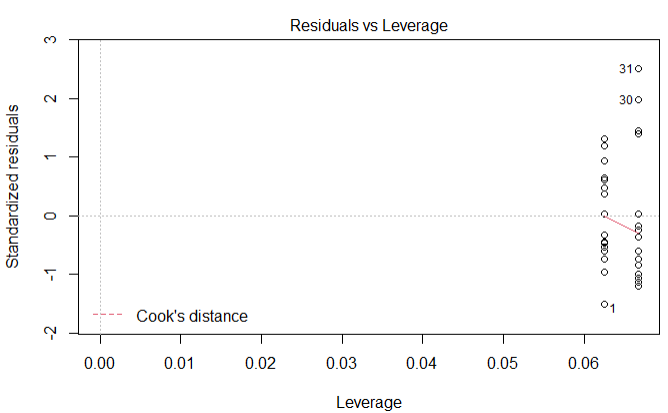 Residuals vs Leverage
3
2
1
0
-1
-2
Standardized residuals
31
30
1
Cook's distance
0.00 0.01 0.02 0.03 0.04 0.05 0.06
Leverage